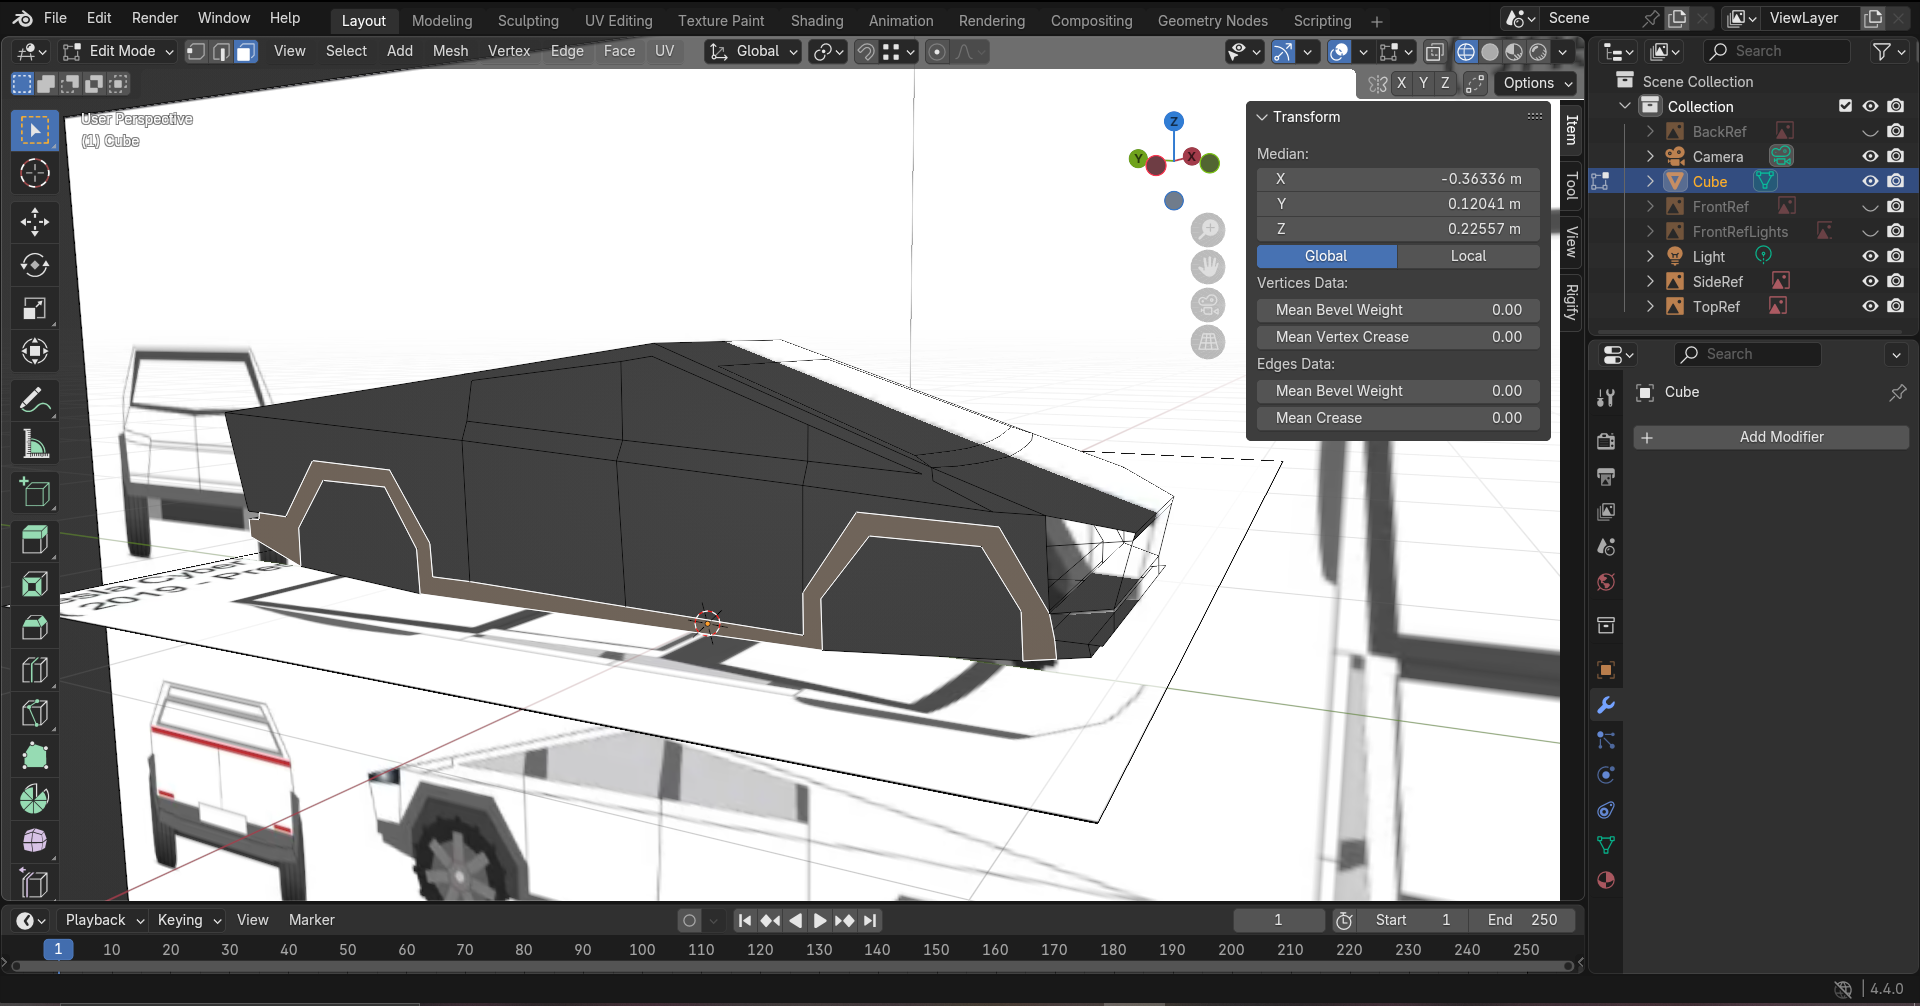 File Edit Render Window Help Layout Modeling Sculpting UV Editing Texture Paint Shading Animation Rendering Compositing Geometry Nodes Scripting + Scene ViewLayer
Edit Mode View Select Add Mesh Vertex Edge Face UV Global Search
X Y Z Options
User Perspective
(1) Cube
Z
Y X
Transform
Median:
X -0.36336 m
Y 0.12041 m
Z 0.22557 m
Global Local
Vertices Data:
Mean Bevel Weight 0.00
Mean Vertex Crease 0.00
Edges Data:
Mean Bevel Weight 0.00
Mean Crease 0.00
Item
Tool
View
Rigify
Scene Collection
Collection
BackRef
Camera
Cube
FrontRef
FrontRefLights
Light
SideRef
TopRef
Search
Cube
+ Add Modifier
sla Cyber
2019 - Pre
Playback Keying View Marker 1 Start 1 End 250
1 10 20 30 40 50 60 70 80 90 100 110 120 130 140 150 160 170 180 190 200 210 220 230 240 250
4.4.0